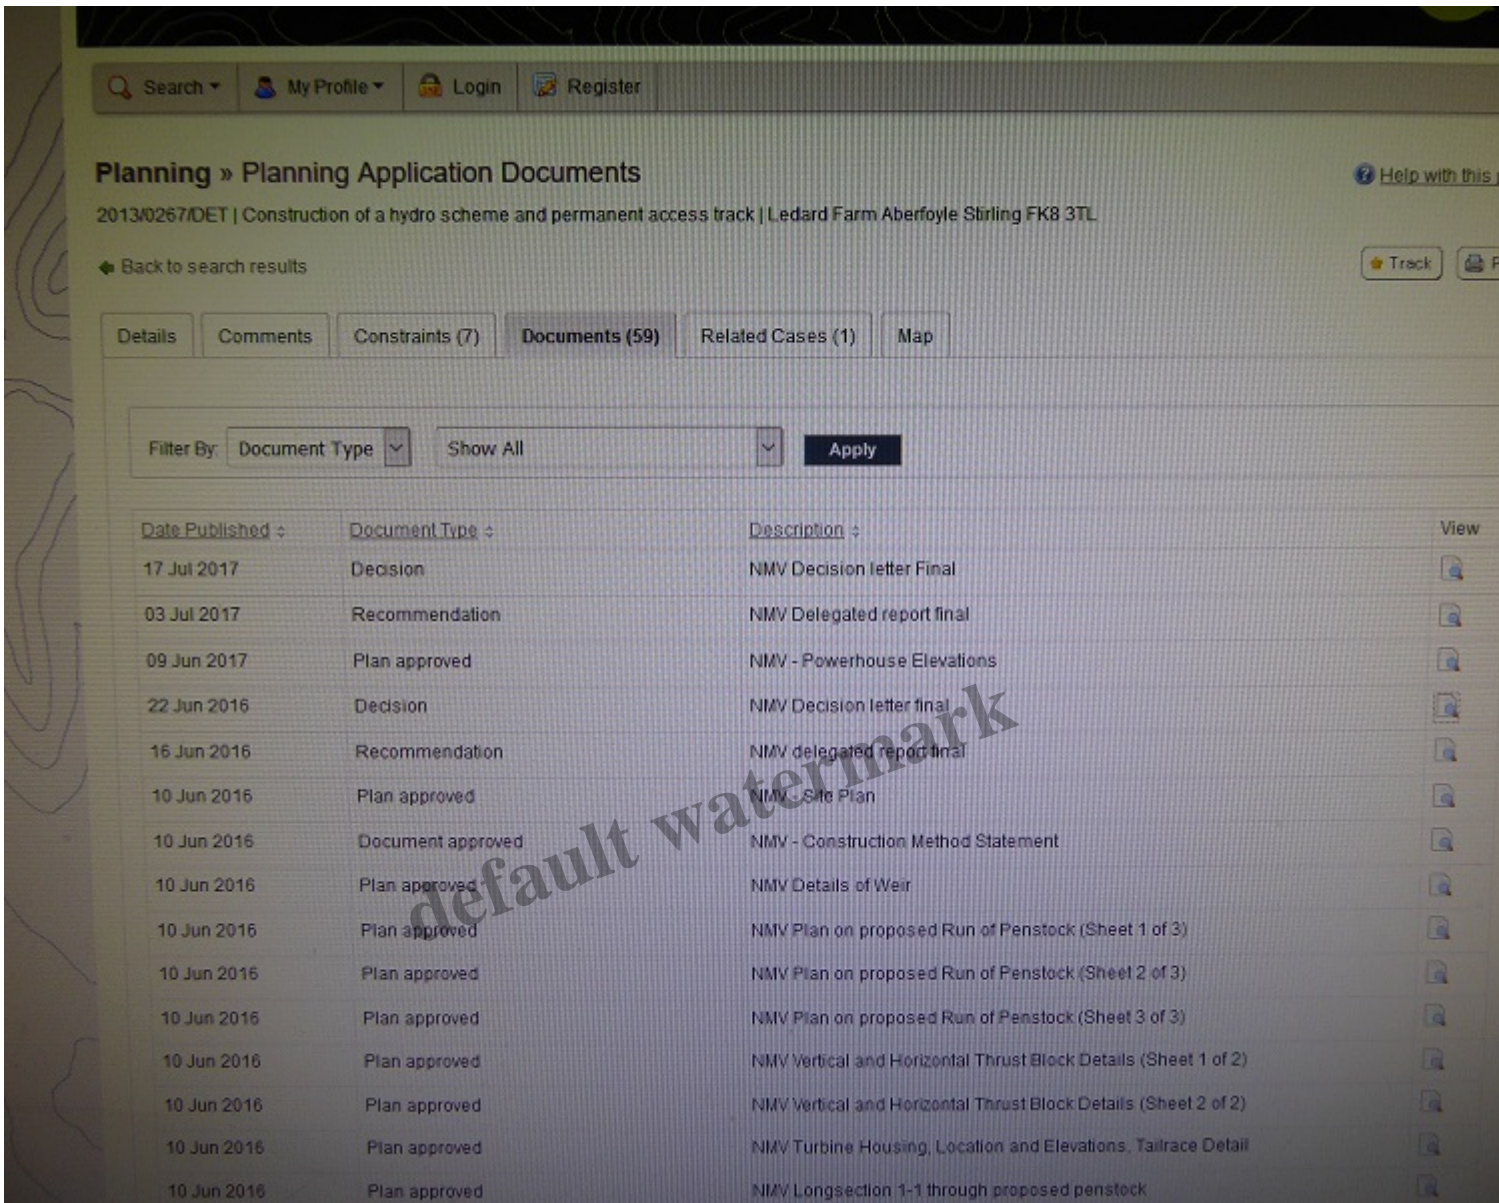 Search
My Profile
Login
Register
Planning » Planning Application Documents
Help with this
2013/0267/DET | Construction of a hydro scheme and permanent access track | Ledard Farm Aberfoyle Stirling FK8 3TL
Back to search results
Track
Details
Comments
Constraints (7)
Documents (59)
Related Cases (1)
Map
Filter By: Document Type Show All Apply
Date Published Document Type Description View
17 Jul 2017 Decision NMV Decision letter Final
03 Jul 2017 Recommendation NMV Delegated report final
09 Jun 2017 Plan approved NMV - Powerhouse Elevations
22 Jun 2016 Decision NMV Decision letter final
16 Jun 2016 Recommendation NMV delegated report final
10 Jun 2016 Plan approved NMV - Site Plan
10 Jun 2016 Document approved NMV - Construction Method Statement
10 Jun 2016 Plan approved NMV Details of Weir
10 Jun 2016 Plan approved NMV Plan on proposed Run of Penstock (Sheet 1 of 3)
10 Jun 2016 Plan approved NMV Plan on proposed Run of Penstock (Sheet 2 of 3)
10 Jun 2016 Plan approved NMV Plan on proposed Run of Penstock (Sheet 3 of 3)
10 Jun 2016 Plan approved NMV Vertical and Horizontal Thrust Block Details (Sheet 1 of 2)
10 Jun 2016 Plan approved NMV Vertical and Horizontal Thrust Block Details (Sheet 2 of 2)
10 Jun 2016 Plan approved NMV Turbine Housing, Location and Elevations, Tailrace Detail
10 Jun 2016 Plan approved NMV Longsection 1-1 through proposed penstock
default watermark